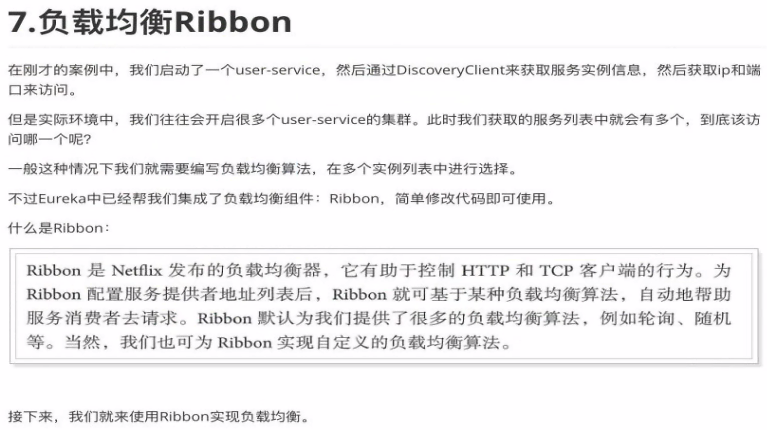 7.负载均衡Ribbon
在刚才的案例中，我们启动了一个user-service，然后通过DiscoveryClient来获取服务实例信息，然后获取ip和端
口来访问。
但是实际环境中，我们往往会开启很多个user-service的集群。此时我们获取的服务列表中就会有多个，到底该访
问哪一个呢？
一般这种情况下我们就需要编写负载均衡算法，在多个实例列表中进行选择。
不过Eureka中已经帮我们集成了负载均衡组件：Ribbon，简单修改代码即可使用。
什么是Ribbon：
Ribbon 是 Netflix 发布的负载均衡器，它有助于控制 HTTP 和 TCP 客户端的行为。为
Ribbon 配置服务提供者地址列表后，Ribbon 就可基于某种负载均衡算法，自动地帮助
服务消费者去请求。Ribbon 默认为我们提供了很多的负载均衡算法，例如轮询、随机
等。当然，我们也可为 Ribbon 实现自定义的负载均衡算法。
接下来，我们就来使用Ribbon实现负载均衡。